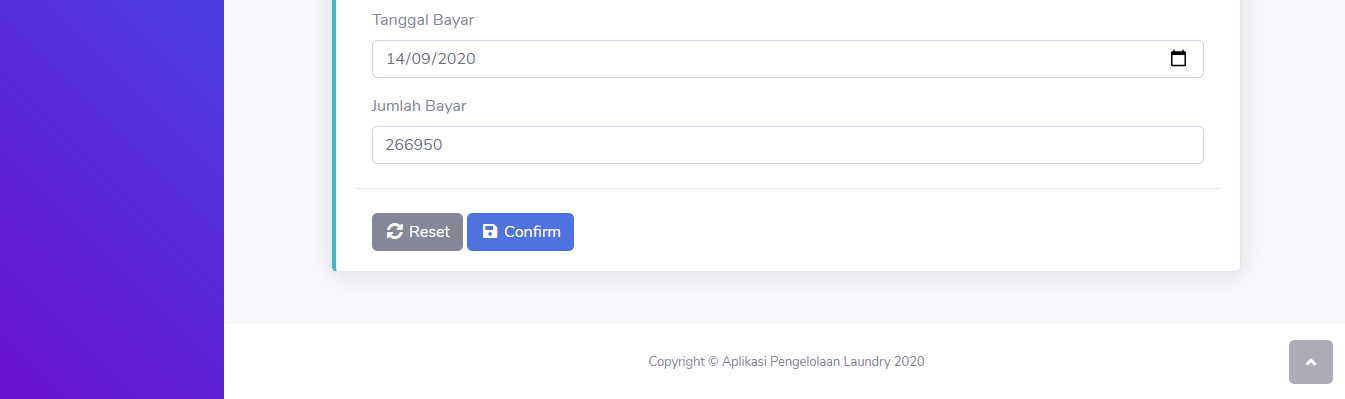 Tanggal Bayar
14/09/2020
Jumlah Bayar
266950
Reset Confirm
Copyright © Aplikasi Pengelolaan Laundry 2020